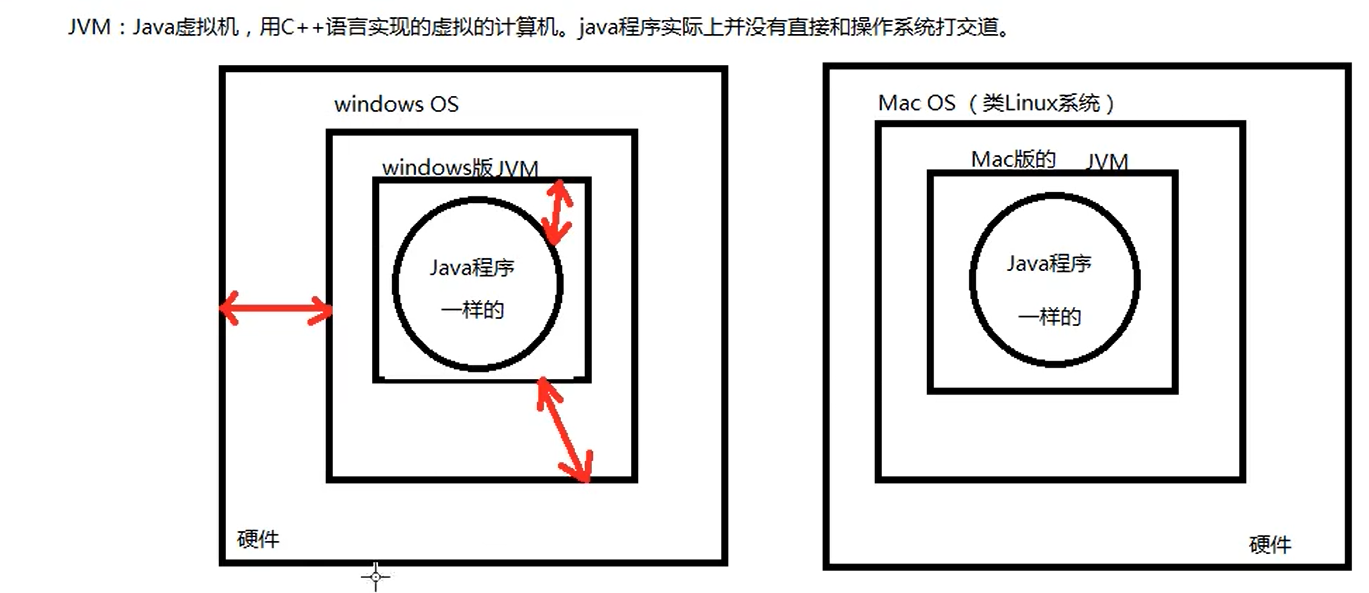 JVM：Java虚拟机，用C++语言实现的虚拟的计算机。java程序实际上并没有直接和操作系统打交道。
windows OS
windows版JVM
Java程序
一样的
硬件
Mac OS （类Linux系统）
Mac版的 JVM
Java程序
一样的
硬件